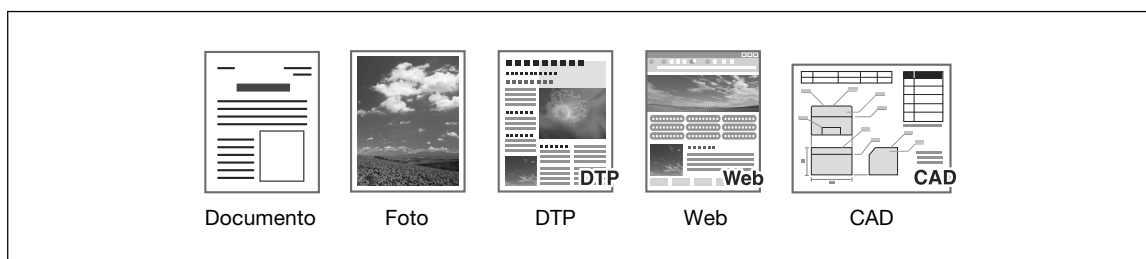 DTP
Web
CAD
Documento
Foto
DTP
Web
CAD